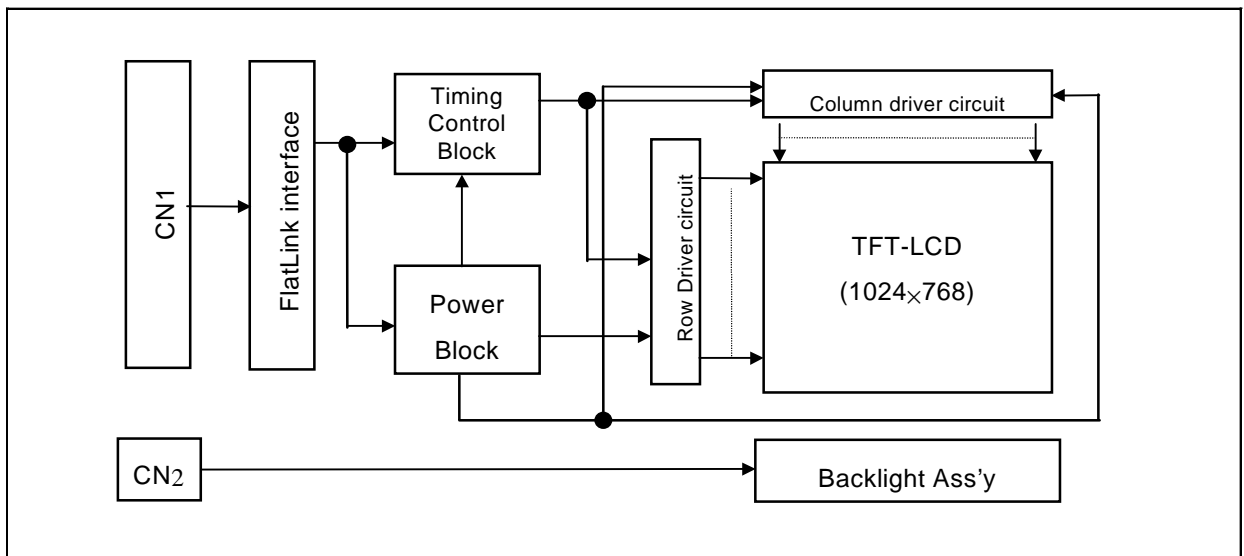 CN1
FlatLink interface
Timing
Control
Block
Power
Block
Row Driver circuit
Column driver circuit
TFT-LCD
(1024×768)
CN2
Backlight Ass'y